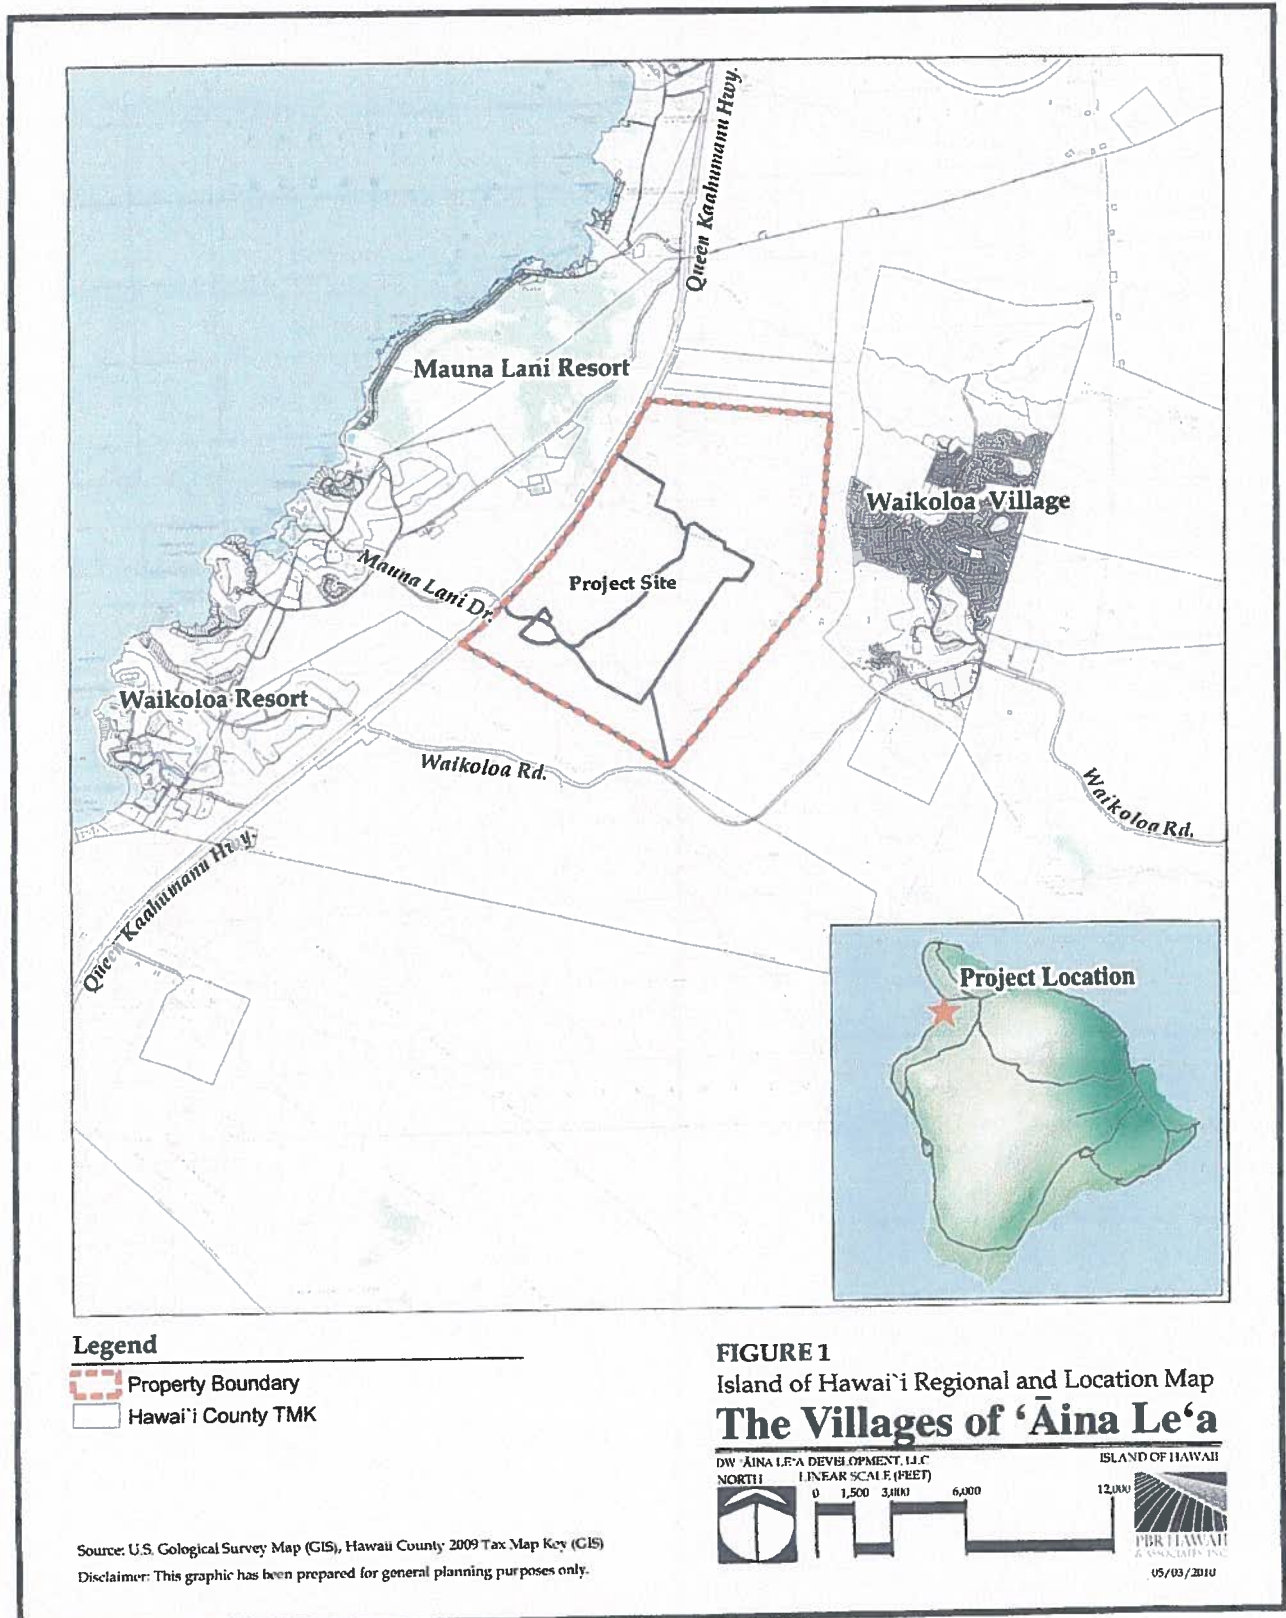 Queen Kaahumanu Hwy.
Mauna Lani Resort
Waikoloa Village
Mauna Lani Dr.
Project Site
Waikoloa Resort
Waikoloa Rd.
Waikoloa Rd.
Queen Kaahumanu Hwy.
Project Location
Legend
Property Boundary
Hawai`i County TMK
FIGURE 1
Island of Hawai`i Regional and Location Map
The Villages of ‘Āina Le‘a
DW ‘ĀINA LE‘A DEVELOPMENT, LLC
ISLAND OF HAWAII
NORTH LINEAR SCALE (FEET)
0 1,500 3,000 6,000 12,000
PBR HAWAII
& ASSOCIATES, INC.
05/03/2010
Source: U.S. Gological Survey Map (GIS), Hawaii County 2009 Tax Map Key (GIS)
Disclaimer: This graphic has been prepared for general planning purposes only.